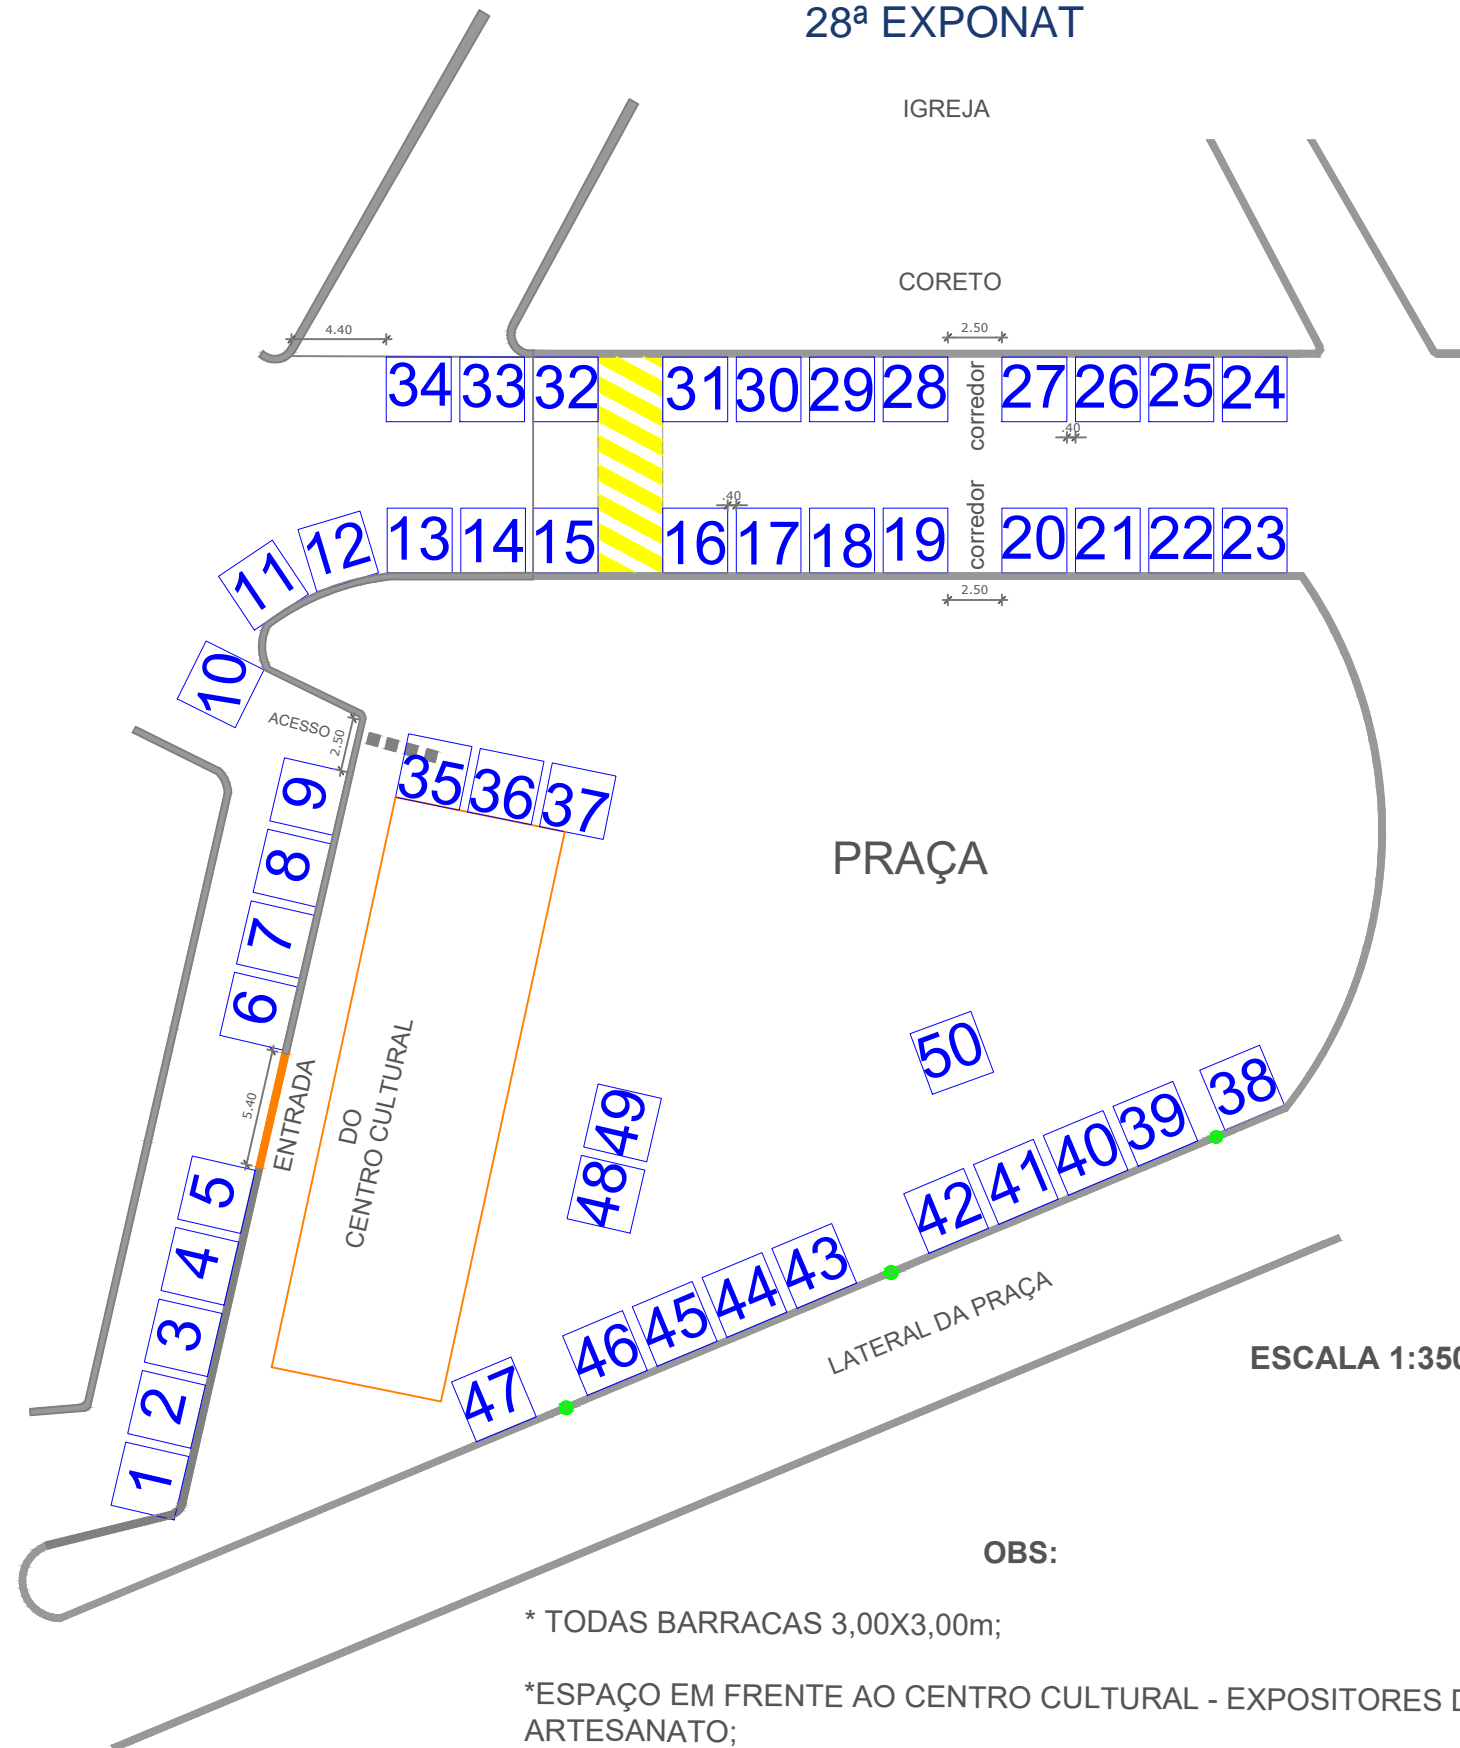 28ª EXPONAT
IGREJA
CORETO
4.40
2.50
34 33 32 31 30 29 28 corredor 27 26 25 24
.40
.40
13 14 15 16 17 18 19 corredor 20 21 22 23
12
11
2.50
10
ACESSO
2.50
35 36 37
9
8
7
6
PRAÇA
5.40
ENTRADA
DO
CENTRO CULTURAL
50
49
48
38
39
40
41
42
43
44
45
46
47
5
4
3
2
1
LATERAL DA PRAÇA
ESCALA 1:350
OBS:
* TODAS BARRACAS 3,00X3,00m;
*ESPAÇO EM FRENTE AO CENTRO CULTURAL - EXPOSITORES D
ARTESANATO;